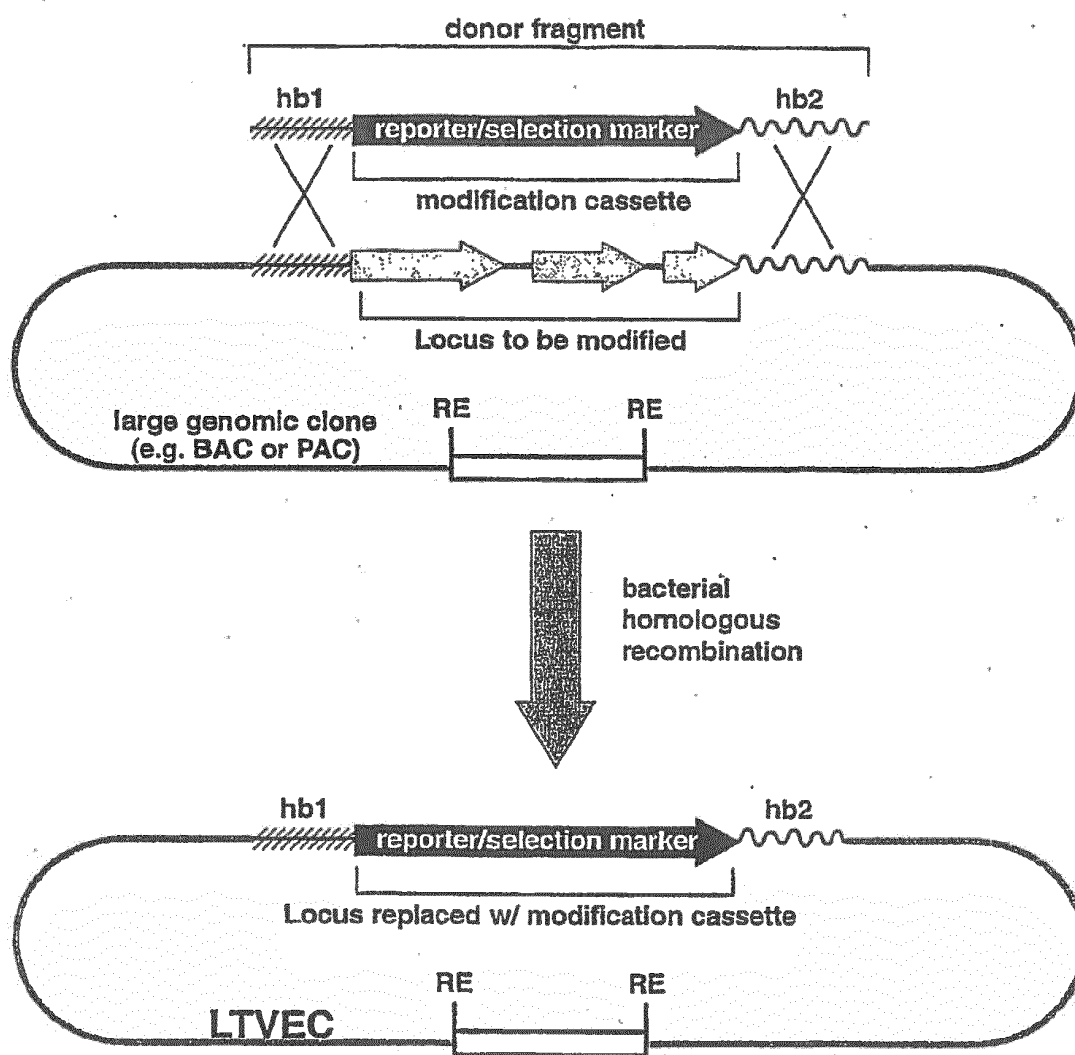 donor fragment
hb1
hb2
reporter/selection marker
modification cassette
Locus to be modified
large genomic clone
(e.g. BAC or PAC)
RE
RE
bacterial
homologous
recombination
hb1
hb2
reporter/selection marker
Locus replaced w/ modification cassette
RE
RE
LTVEC